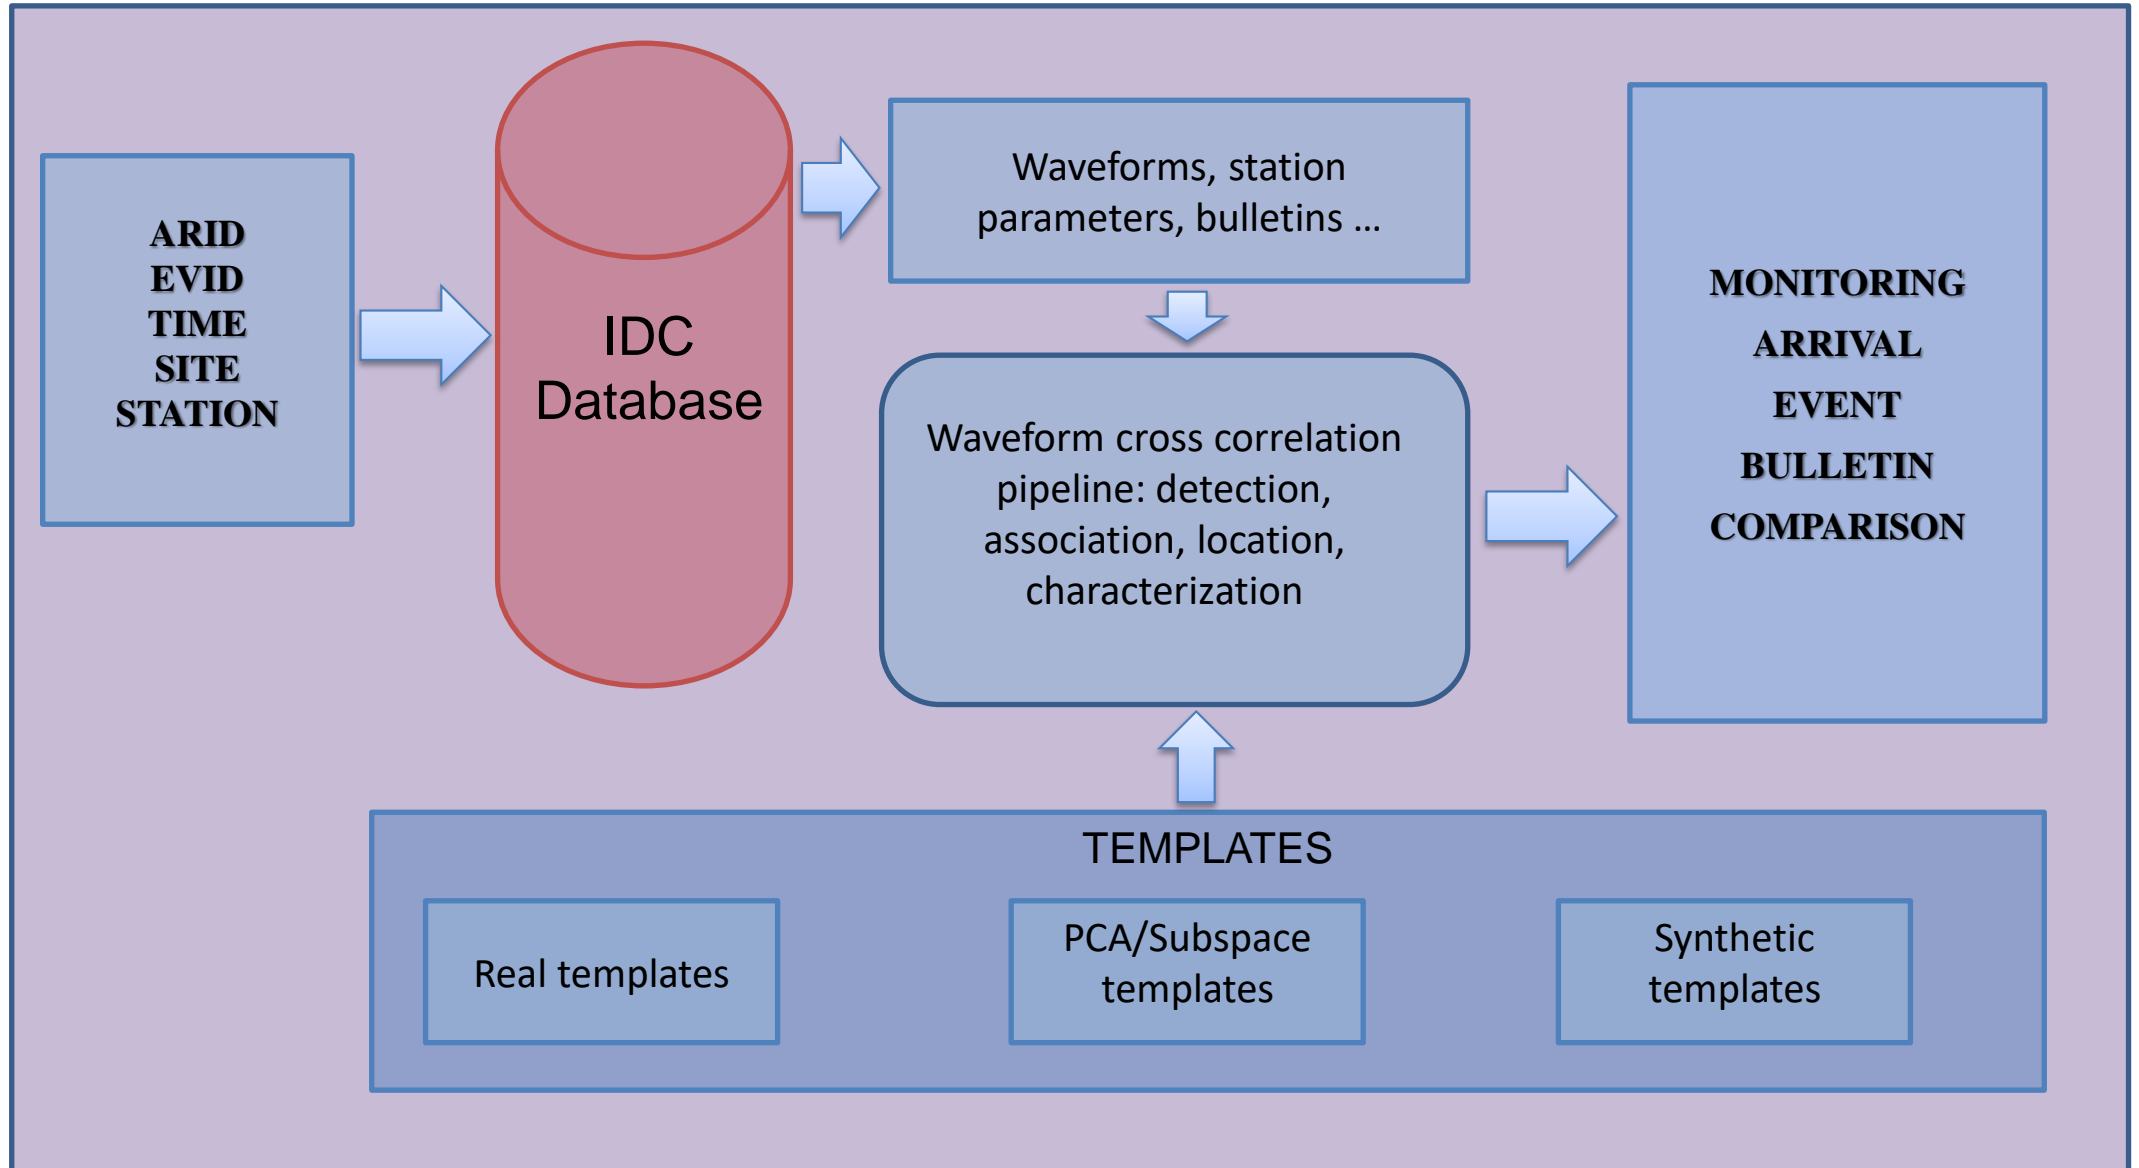 ARID
EVID
TIME
SITE
STATION
IDC
Database
Waveforms, station
parameters, bulletins ...
Waveform cross correlation
pipeline: detection,
association, location,
characterization
MONITORING
ARRIVAL
EVENT
BULLETIN
COMPARISON
TEMPLATES
Real templates
PCA/Subspace
templates
Synthetic
templates